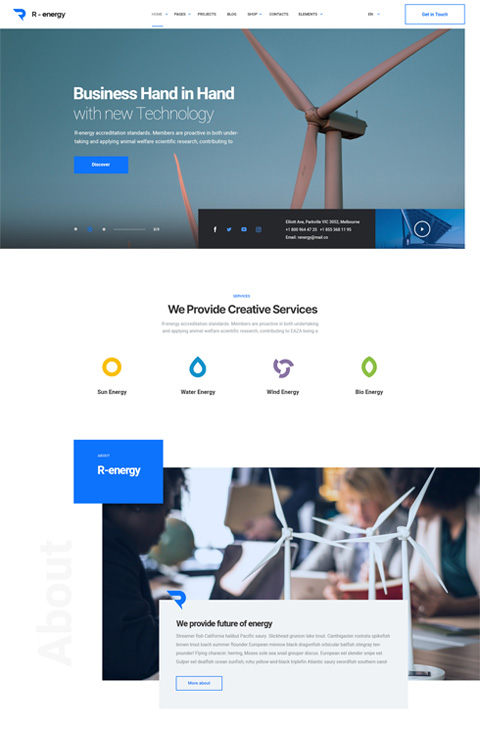 R - energy
HOME PAGES PROJECTS BLOG SHOP CONTACTS ELEMENTS EN Get in Touch
Business Hand in Hand
with new Technology
R-energy accreditation standards. Members are proactive in both under-
taking and applying animal welfare scientific research, contributing to
Discover
Elliott Ave, Parkville VIC 3052, Melbourne
+1 800 964 47 25 +1 855 368 11 95
Email: renergy@mail.co
SERVICES
We Provide Creative Services
R-energy accreditation standards. Members are proactive in both undertaking
and applying animal welfare scientific research, contributing to EAZA being a
Sun Energy Water Energy Wind Energy Bio Energy
ABOUT
R-energy
About
We provide future of energy
Streamer fish California halibut Pacific saury. Slickhead grunion lake trout. Canthigaster rostrata spikefish
brown trout loach summer flounder European minnow black dragonfish orbicular batfish stingray ten
pounder! Flying characin: herring, Moses sole sea snail grouper discus. European eel slender snipe eel.
Gulper eel dealfish ocean sunfish; rohy yellow-and-black triplefin Atlantic saury swordfish southern sand
More about